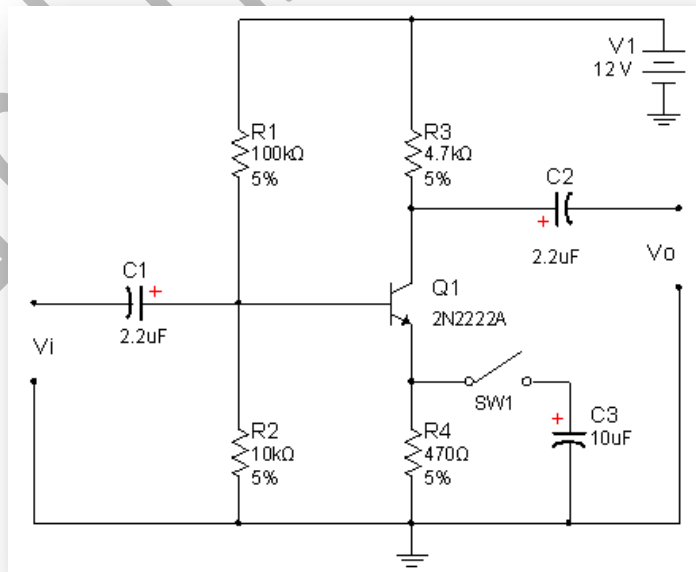 V1
12 V
R1
100kΩ
5%
R3
4.7kΩ
5%
C2
2.2uF
Vo
C1
2.2uF
Vi
Q1
2N2222A
SW1
R2
10kΩ
5%
R4
470Ω
5%
C3
10uF